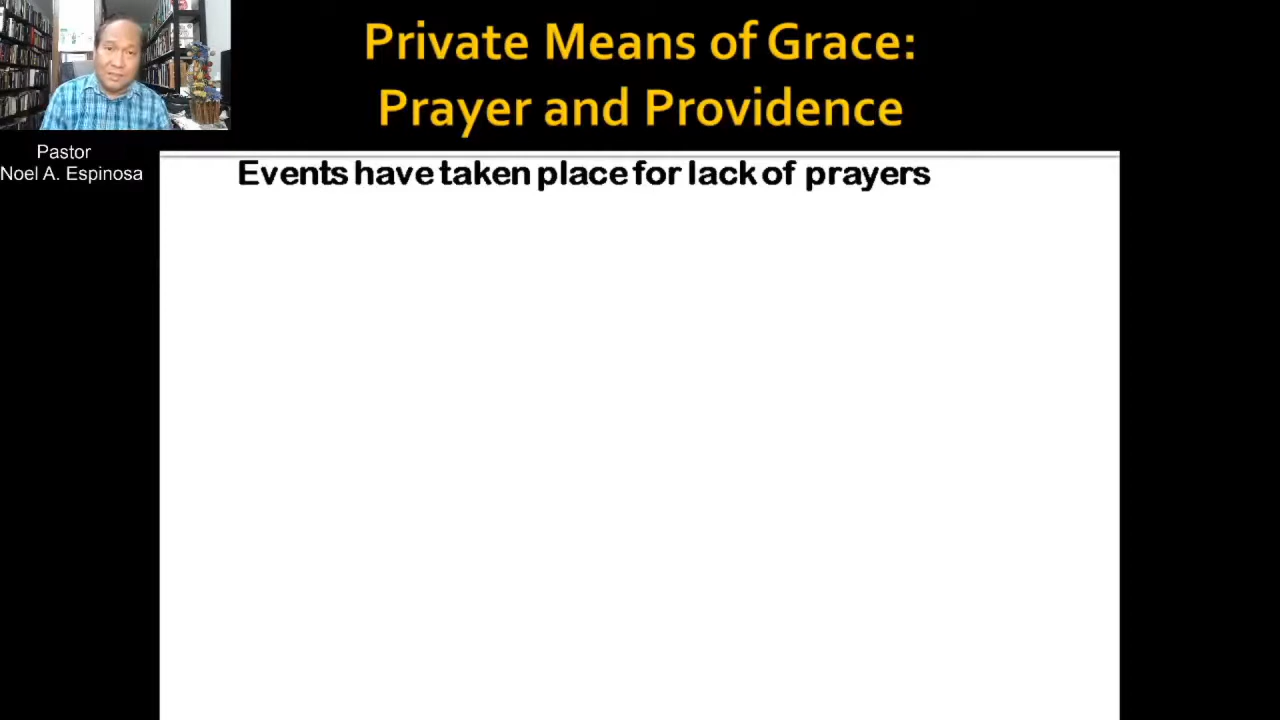 Private Means of Grace:
Prayer and Providence
Pastor
Noel A. Espinosa
Events have taken place for lack of prayers